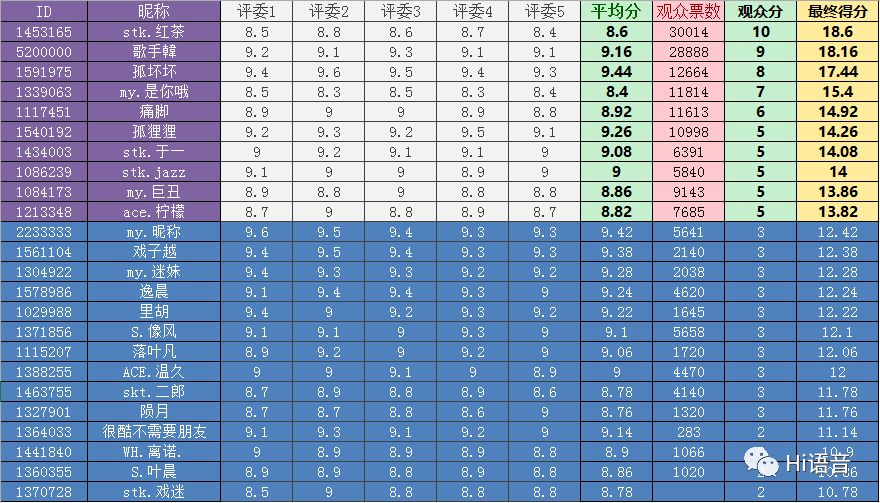 ID 昵称 评委1 评委2 评委3 评委4 评委5 平均分 观众票数 观众分 最终得分
1453165 stk.红茶 8.5 8.8 8.6 8.7 8.4 8.6 30014 10 18.6
5200000 歌手韓 9.2 9.1 9.3 9.1 9.1 9.16 28888 9 18.16
1591975 孤坏坏 9.4 9.6 9.5 9.4 9.3 9.44 12664 8 17.44
1339063 my.是你哦 8.5 8.3 8.5 8.3 8.4 8.4 11814 7 15.4
1117451 痛脚 8.9 9 9 8.9 8.8 8.92 11613 6 14.92
1540192 孤狸狸 9.2 9.3 9.2 9.5 9.1 9.26 10998 5 14.26
1434003 stk.于一 9 9.2 9.1 9.1 9 9.08 6391 5 14.08
1086239 stk.jazz 9.1 9 9 8.9 9 9 5840 5 14
1084173 my.巨丑 8.9 8.8 9 8.8 8.8 8.86 9143 5 13.86
1213348 ace.柠檬 8.7 9 8.8 8.9 8.7 8.82 7685 5 13.82
2233333 my.昵称 9.6 9.5 9.4 9.3 9.3 9.42 5641 3 12.42
1561104 戏子越 9.4 9.5 9.4 9.3 9.3 9.38 2140 3 12.38
1304922 my.迷妹 9.4 9.3 9.3 9.2 9.2 9.28 2038 3 12.28
1578986 逸晨 9.1 9.4 9.4 9.3 9 9.24 4620 3 12.24
1029988 里胡 9.4 9 9.2 9.3 9.2 9.22 1645 3 12.22
1371856 S.像风 9.1 9.1 9 9.3 9 9.1 5658 3 12.1
1115207 落叶凡 8.9 9.2 9 9.2 9 9.06 1720 3 12.06
1388255 ACE.温久 9 9 9.1 9 8.9 9 4470 3 12
1463755 skt.二郎 8.7 8.9 8.8 8.9 8.6 8.78 4140 3 11.78
1327901 陨月 8.7 8.7 8.8 8.6 9 8.76 1320 3 11.76
1364033 很酷不需要朋友 9.1 9.3 9.1 9.2 9 9.14 283 2 11.14
1441840 WH.离诺. 9 8.9 8.9 8.9 8.8 8.9 1066 10.9
1360355 S.叶晨 8.9 8.9 8.8 8.9 8.8 8.86 1020
1370728 stk.戏迷 8.5 9 8.8 8.8 8.8 8.78 2 10.78
Hi语音